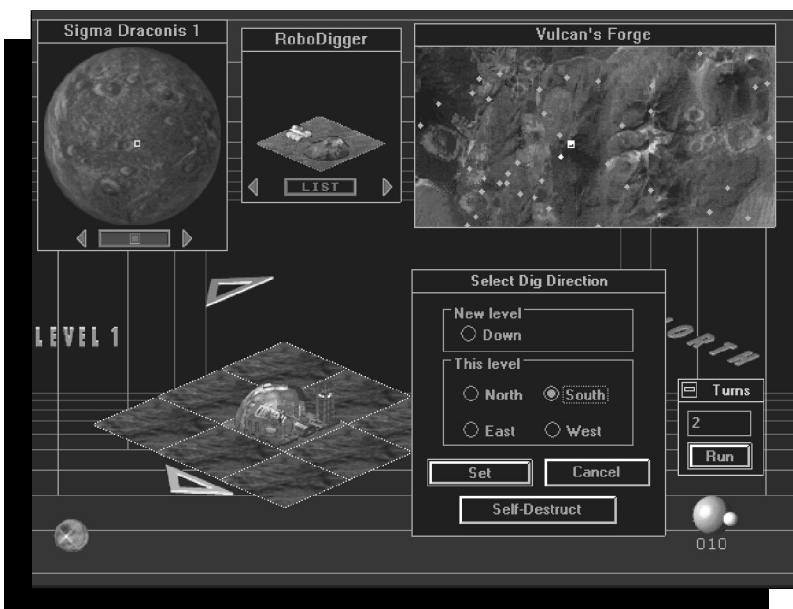 Sigma Draconis 1
RoboDigger
LIST
Vulcan's Forge
LEVEL 1
NORTH
Select Dig Direction
New level
Down
This level
North
South
East
West
Set
Cancel
Self-Destruct
Turns
2
Run
010